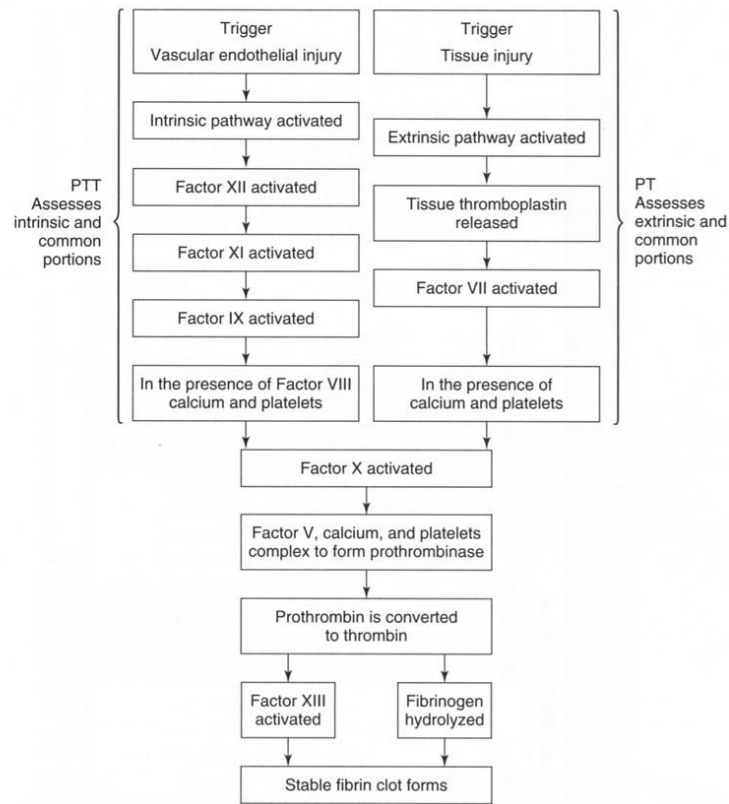 Trigger
Vascular endothelial injury
Trigger
Tissue injury
Intrinsic pathway activated
Extrinsic pathway activated
PTT
Assesses
intrinsic and
common
portions
Factor XII activated
Tissue thromboplastin
released
PT
Assesses
extrinsic and
common
portions
Factor XI activated
Factor VII activated
Factor IX activated
In the presence of Factor VIII
calcium and platelets
In the presence of
calcium and platelets
Factor X activated
Factor V, calcium, and platelets
complex to form prothrombinase
Prothrombin is converted
to thrombin
Factor XIII
activated
Fibrinogen
hydrolyzed
Stable fibrin clot forms